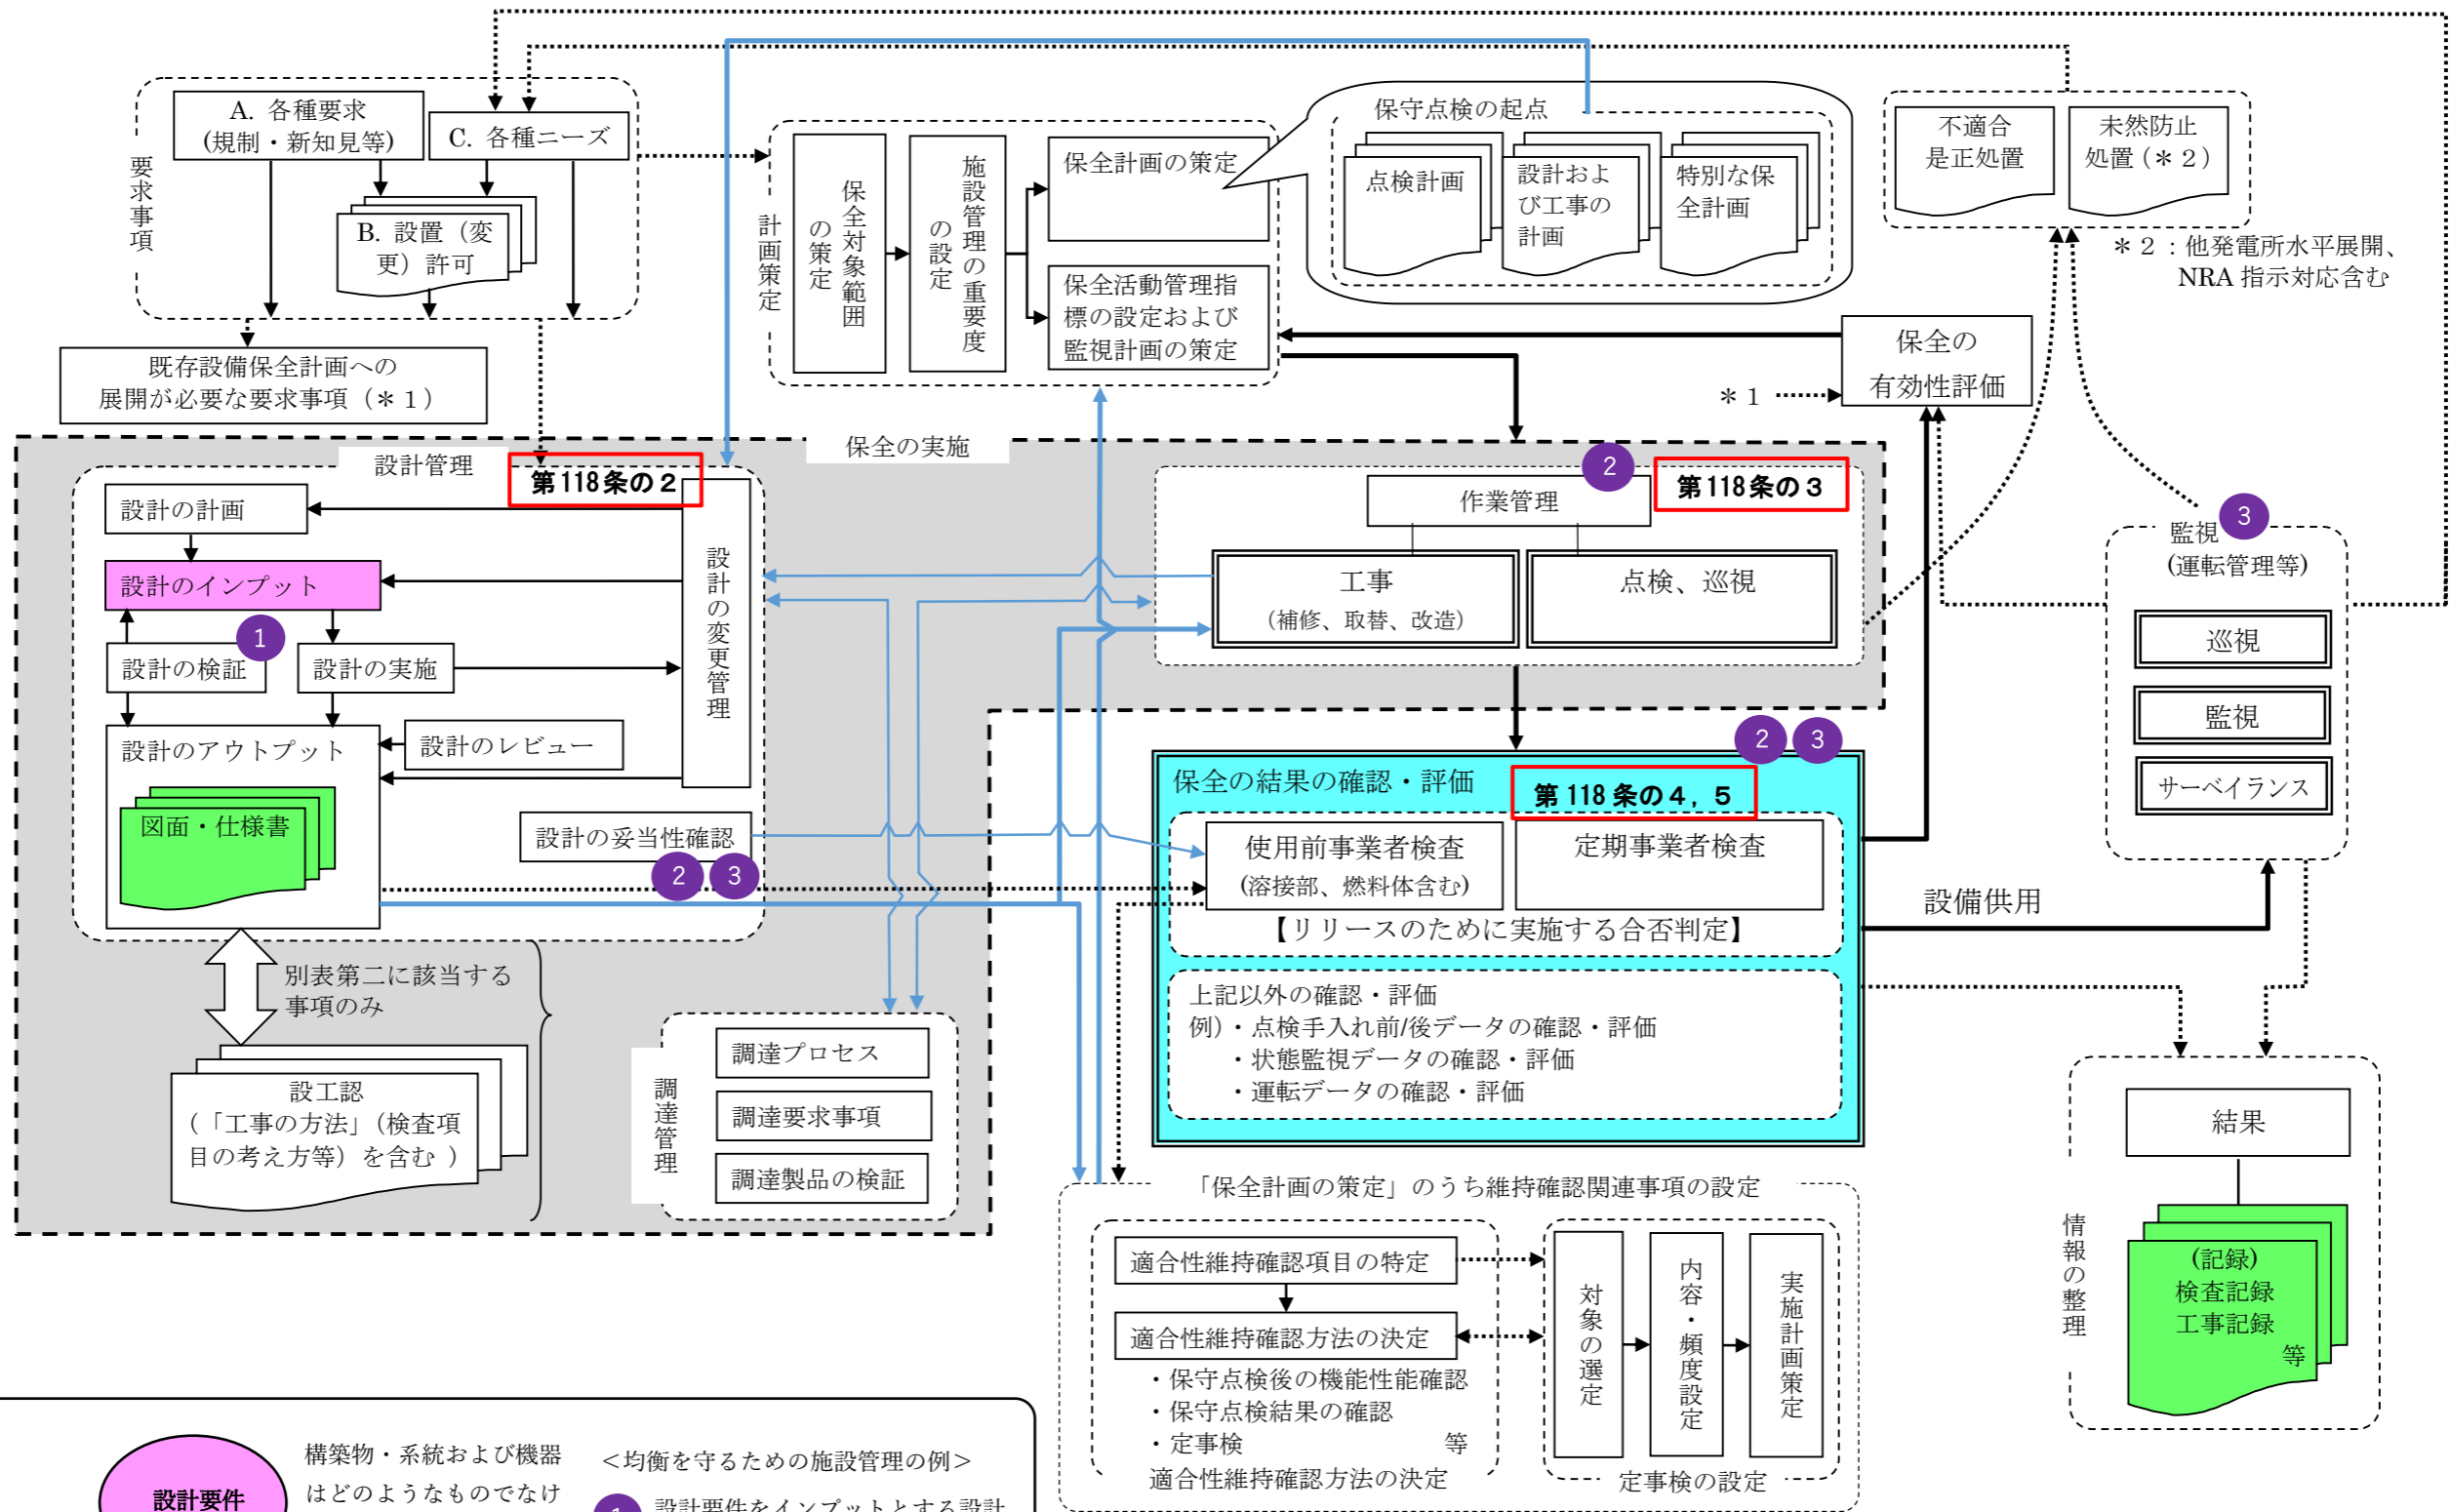 要求事項
A. 各種要求
(規制・新知見等)
C. 各種ニーズ
B. 設置（変
更）許可
既存設備保全計画への
展開が必要な要求事項（＊１）
計画策定
保全対象範囲
の策定
施設管理の重要度
の設定
保全計画の策定
保全活動管理指
標の設定および
監視計画の策定
保守点検の起点
点検計画
設計およ
び工事の
計画
特別な保
全計画
不適合
是正処置
未然防止
処置（＊２）
＊２：他発電所水平展開、
NRA 指示対応含む
保全の
有効性評価
＊１
保全の実施
設計管理
第118条の２
設計の計画
設計のインプット
1
設計の検証
設計の実施
設計の変更管理
設計のアウトプット
設計のレビュー
図面・仕様書
設計の妥当性確認
2
3
別表第二に該当する
事項のみ
設工認
（「工事の方法」（検査項
目の考え方等）を含む ）
調達管理
調達プロセス
調達要求事項
調達製品の検証
2
第118条の３
作業管理
工事
（補修、取替、改造）
点検、巡視
2
3
保全の結果の確認・評価
第 118 条の４，５
使用前事業者検査
(溶接部、燃料体含む)
定期事業者検査
【リリースのために実施する合否判定】
上記以外の確認・評価
例）・点検手入れ前/後データの確認・評価
・状態監視データの確認・評価
・運転データの確認・評価
3
監視
(運転管理等)
巡視
監視
サーベイランス
設備供用
情報の整理
結果
(記録)
検査記録
工事記録
等
「保全計画の策定」のうち維持確認関連事項の設定
適合性維持確認項目の特定
適合性維持確認方法の決定
・保守点検後の機能性能確認
・保守点検結果の確認
・定事検 等
適合性維持確認方法の決定
対象の選定
内容・頻度設定
実施計画策定
定事検の設定
設計要件
構築物・系統および機器
はどのようなものでなけ
＜均衡を守るための施設管理の例＞
1 設計要件をインプットとする設計